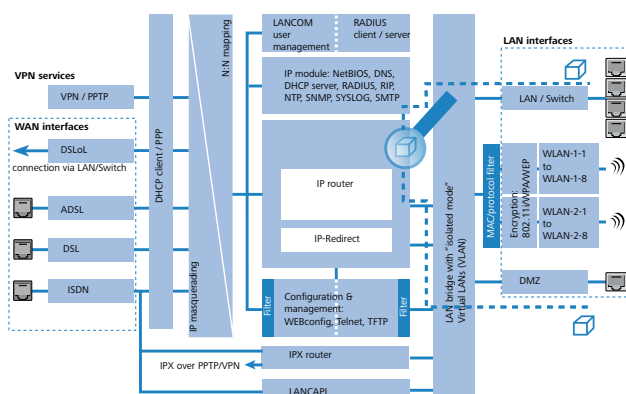 LANCOM
user
management
RADIUS
client / server
LAN interfaces
N:N mapping
VPN services
VPN / PPTP
IP module: NetBIOS, DNS,
DHCP server, RADIUS, RIP,
NTP, SNMP, SYSLOG, SMTP
LAN / Switch
WAN interfaces
DSLoL
connection via LAN/Switch
DHCP client / PPP
MAC/protocol filter
Encryption:
802.11i/WPA/WEP
WLAN-1-1
to
WLAN-1-8
IP router
ADSL
WLAN-2-1
to
WLAN-2-8
DSL
IP-Redirect
ISDN
IP masquerading
Filter
Configuration &
management:
WEBconfig, Telnet, TFTP
Filter
LAN bridge with "isolated mode"
Virtual LANs (VLAN)
DMZ
IPX router
IPX over PPTP/VPN
LANCAPI